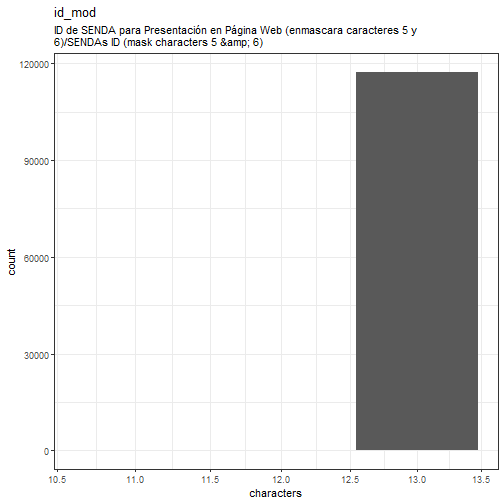 id_mod
ID de SENDA para Presentación en Página Web (enmascara caracteres 5 y
6)/SENDAs ID (mask characters 5 &amp; 6)
120000
90000
60000
30000
0
count
10.5 11.0 11.5 12.0 12.5 13.0 13.5
characters